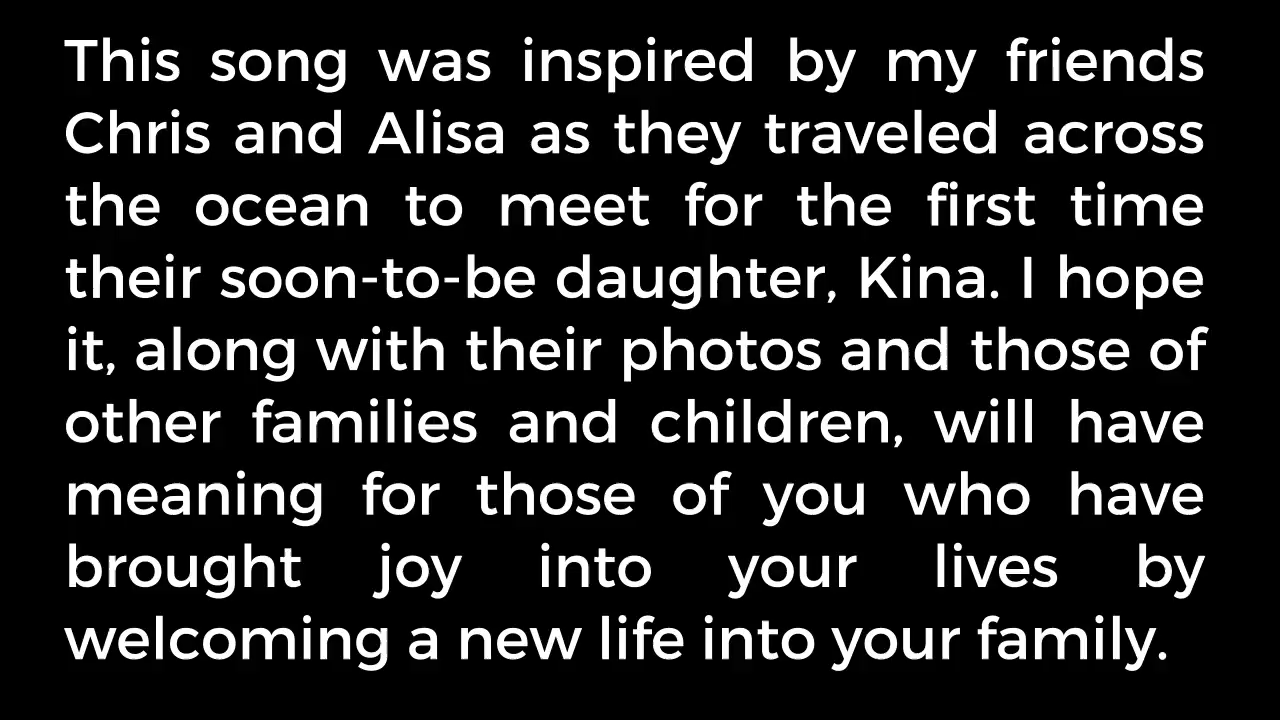 This song was inspired by my friends
Chris and Alisa as they traveled across
the ocean to meet for the first time
their soon-to-be daughter, Kina. I hope
it, along with their photos and those of
other families and children, will have
meaning for those of you who have
brought joy into your lives by
welcoming a new life into your family.